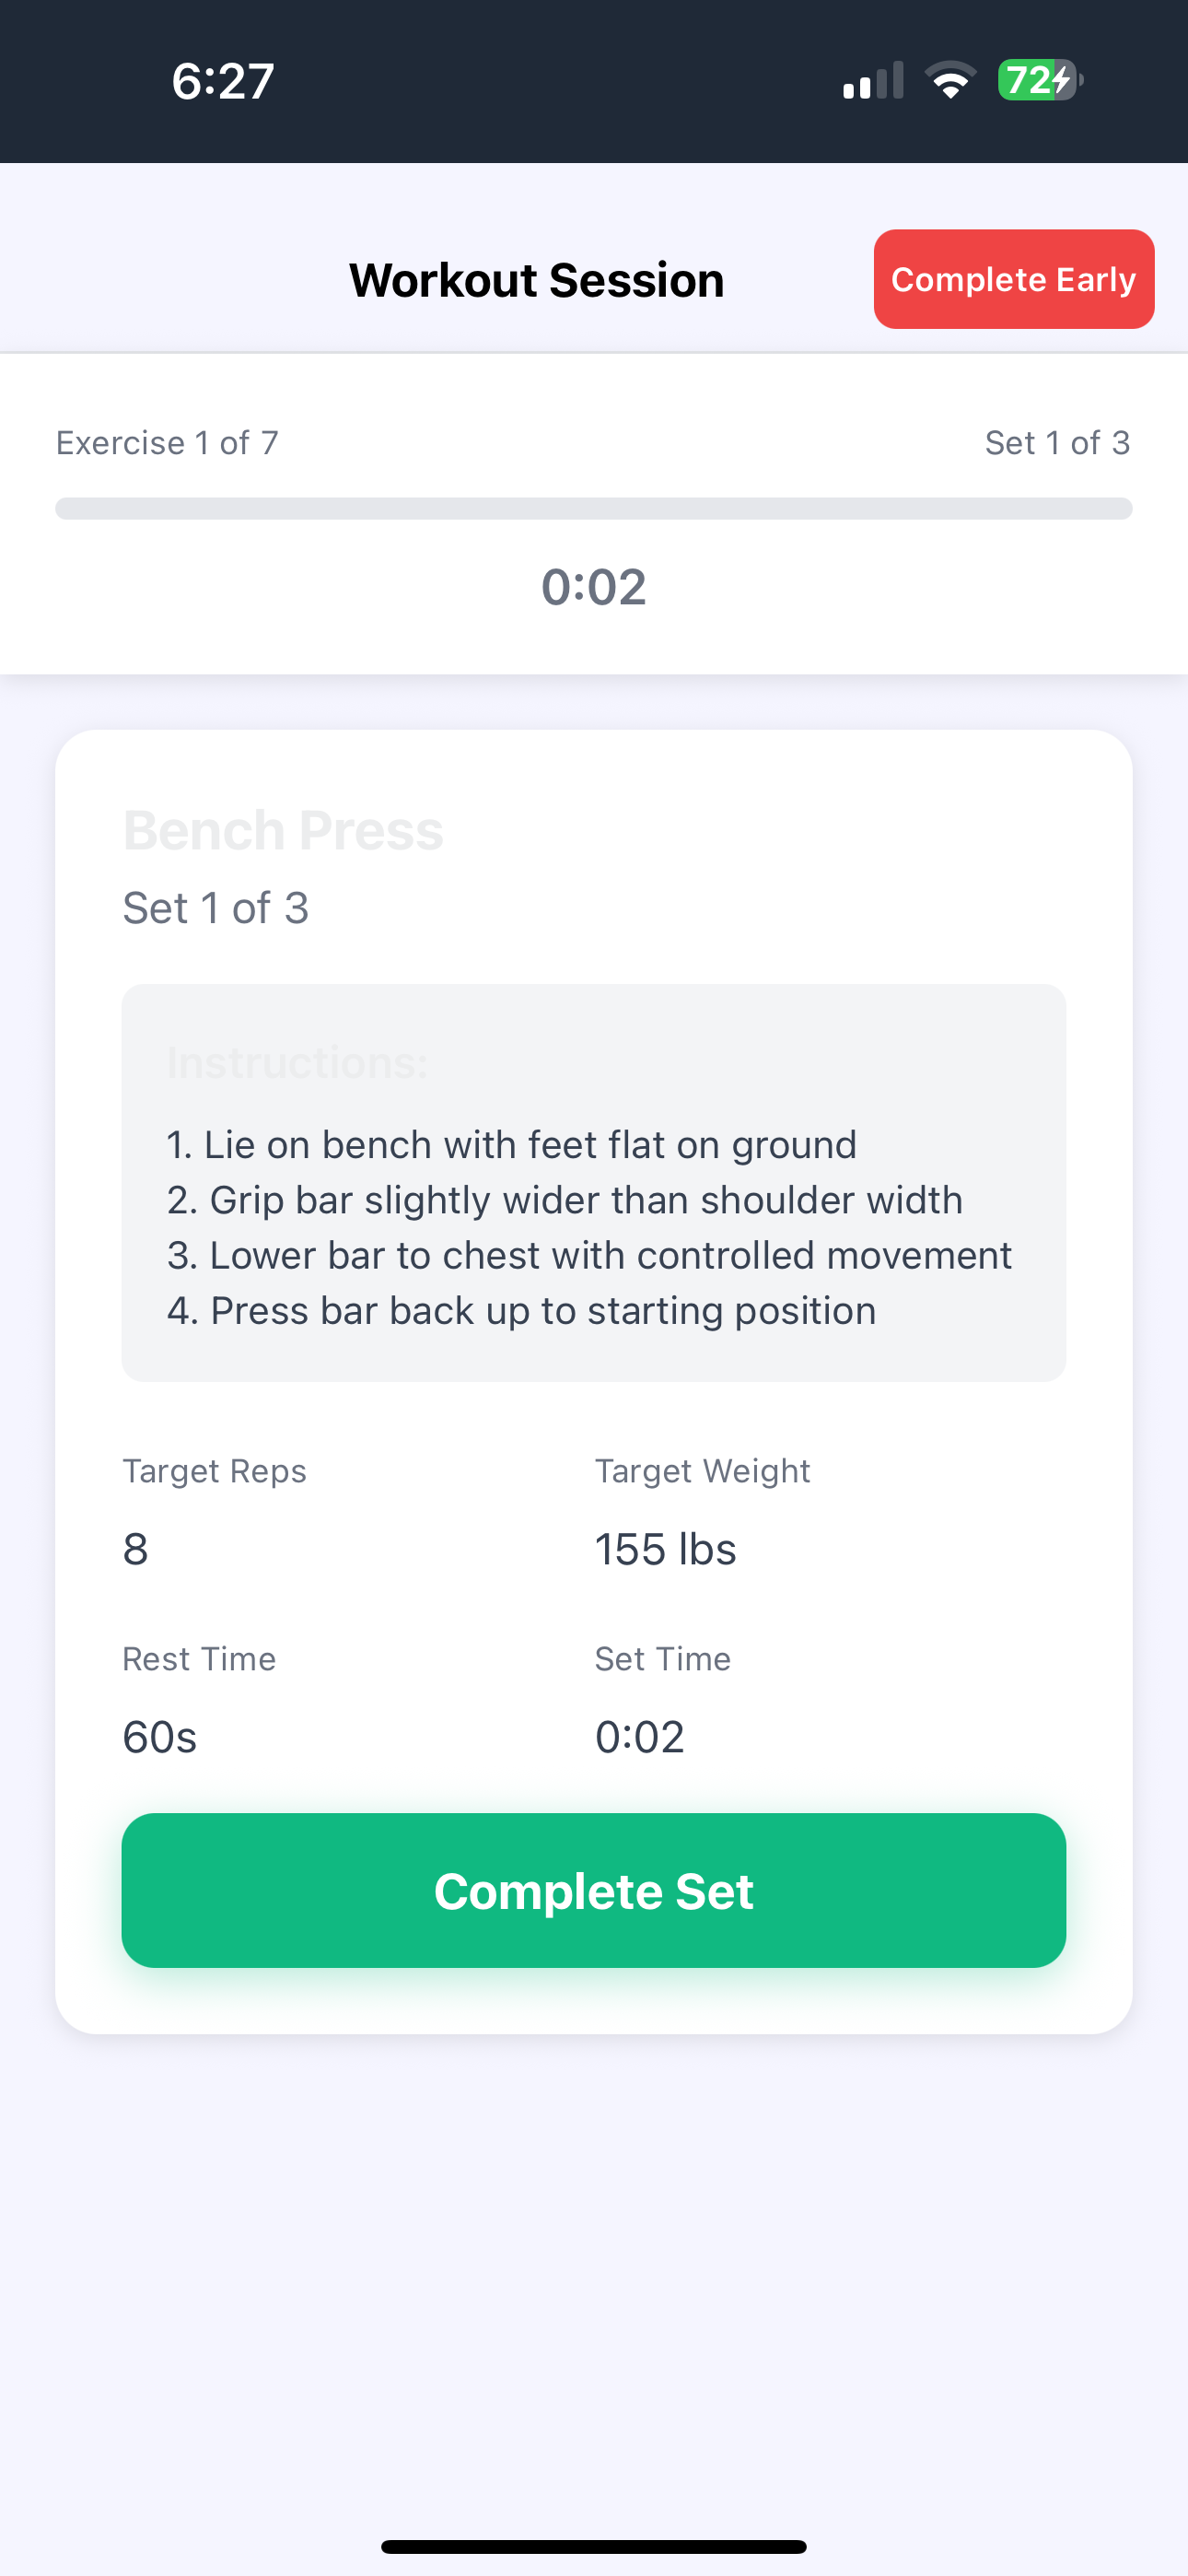 6:27
72
Workout Session
Complete Early
Exercise 1 of 7
Set 1 of 3
0:02
Bench Press
Set 1 of 3
Instructions:
1. Lie on bench with feet flat on ground
2. Grip bar slightly wider than shoulder width
3. Lower bar to chest with controlled movement
4. Press bar back up to starting position
Target Reps
Target Weight
8
155 lbs
Rest Time
Set Time
60s
0:02
Complete Set